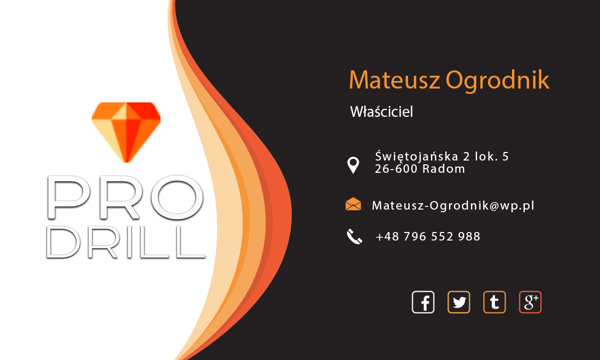 PRO
DRILL
Mateusz Ogrodnik
Właściciel
Świętojańska 2 lok. 5
26-600 Radom
Mateusz-Ogrodnik@wp.pl
+48 796 552 988